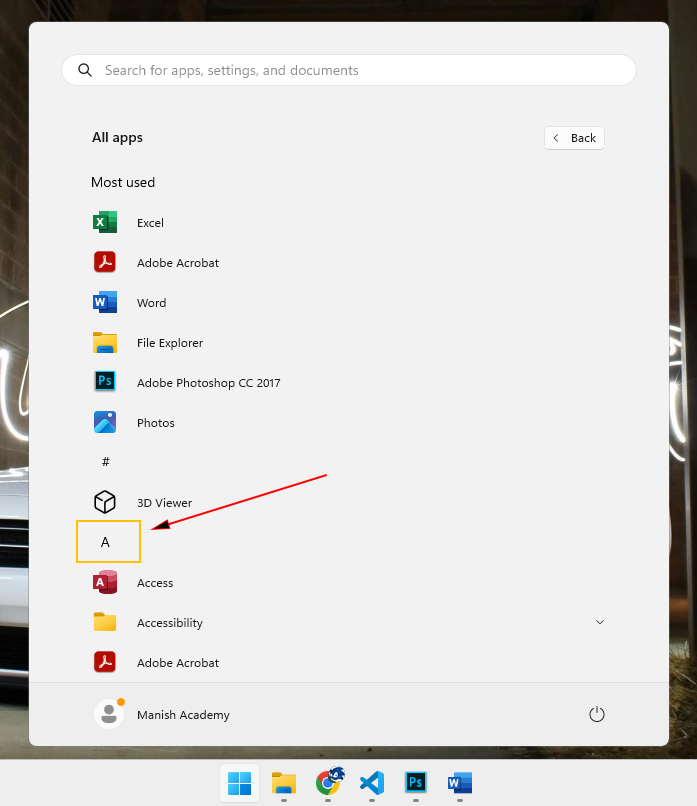 Search for apps, settings, and documents
All apps
Back
Most used
Excel
Adobe Acrobat
Word
File Explorer
Adobe Photoshop CC 2017
Photos
#
3D Viewer
A
Access
Accessibility
Adobe Acrobat
Manish Academy